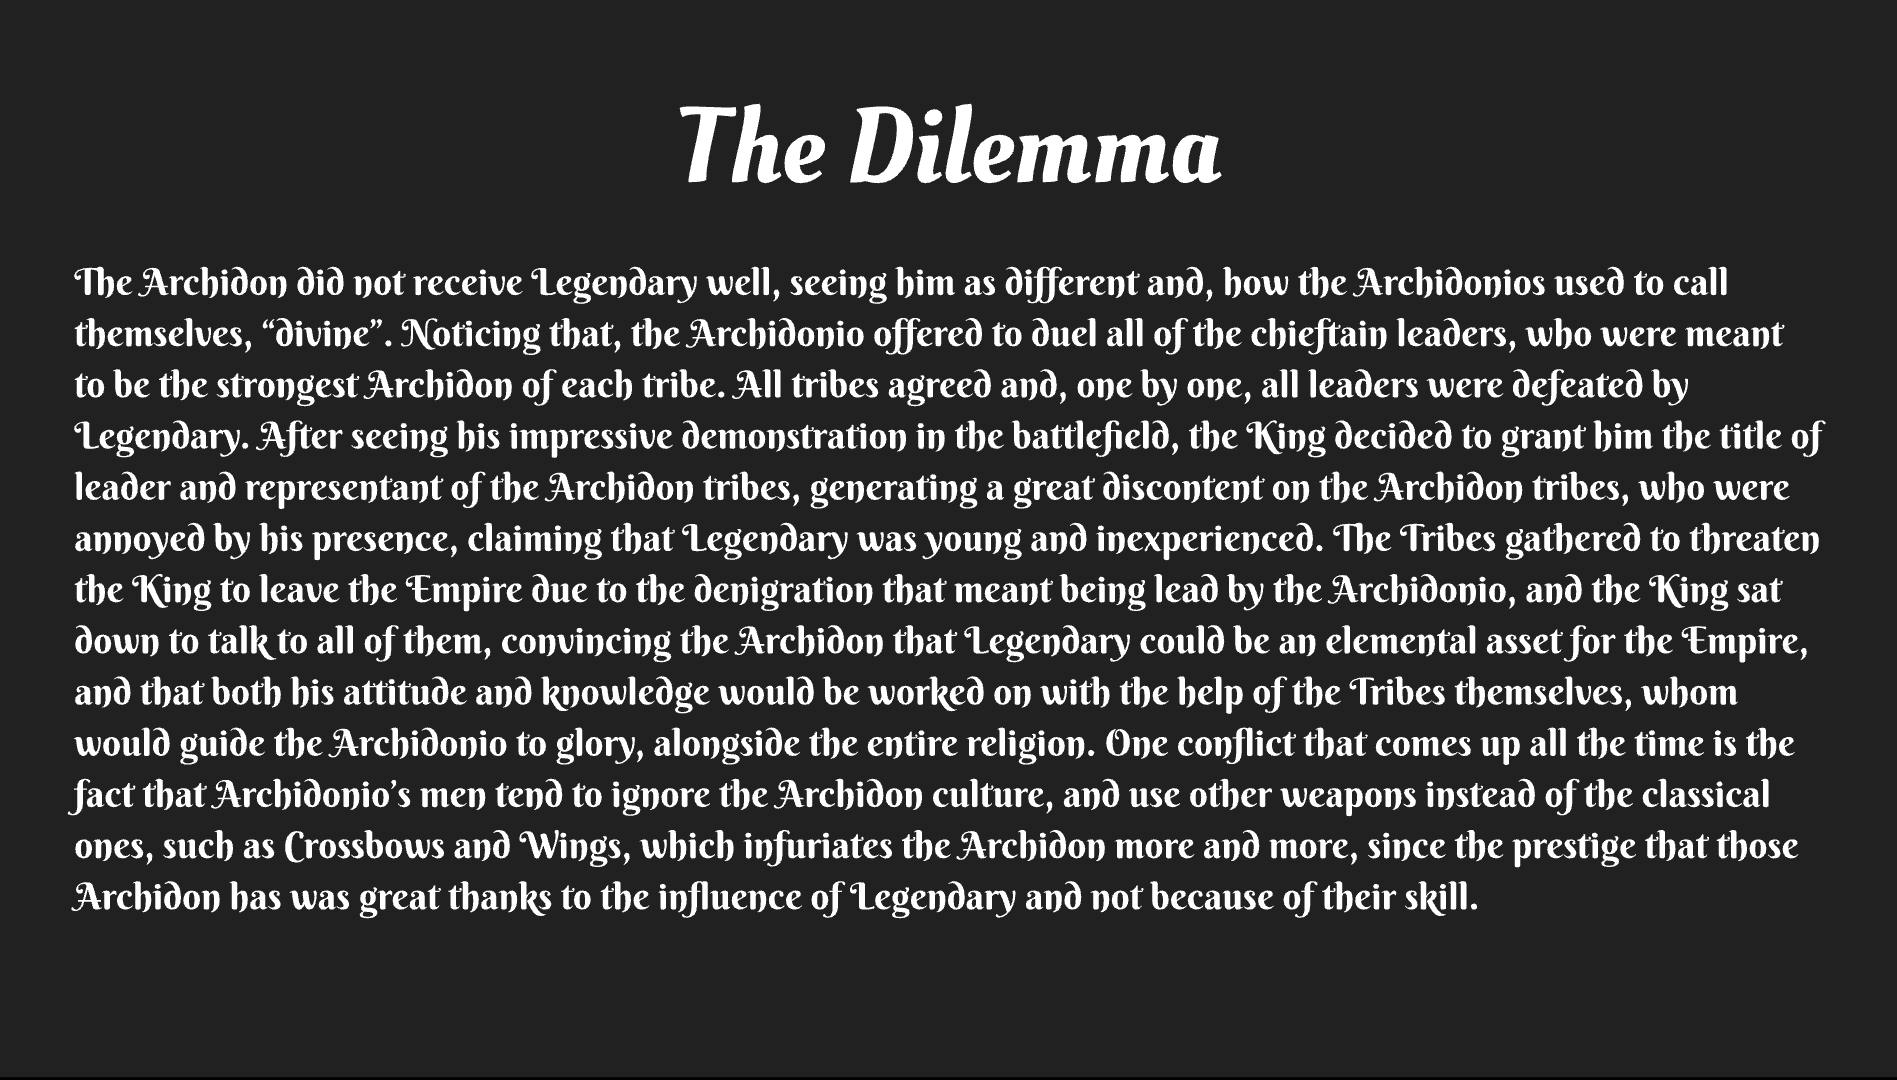 The Dilemma
The Archidon did not receive Legendary well, seeing him as different and, how the Archidonios used to call
themselves, “divine”. Noticing that, the Archidonio offered to duel all of the chieftain leaders, who were meant
to be the strongest Archidon of each tribe. All tribes agreed and, one by one, all leaders were defeated by
Legendary. After seeing his impressive demonstration in the battlefield, the King decided to grant him the title of
leader and representant of the Archidon tribes, generating a great discontent on the Archidon tribes, who were
annoyed by his presence, claiming that Legendary was young and inexperienced. The Tribes gathered to threaten
the King to leave the Empire due to the denigration that meant being lead by the Archidonio, and the King sat
down to talk to all of them, convincing the Archidon that Legendary could be an elemental asset for the Empire,
and that both his attitude and knowledge would be worked on with the help of the Tribes themselves, whom
would guide the Archidonio to glory, alongside the entire religion. One conflict that comes up all the time is the
fact that Archidonio’s men tend to ignore the Archidon culture, and use other weapons instead of the classical
ones, such as Crossbows and Wings, which infuriates the Archidon more and more, since the prestige that those
Archidon has was great thanks to the influence of Legendary and not because of their skill.